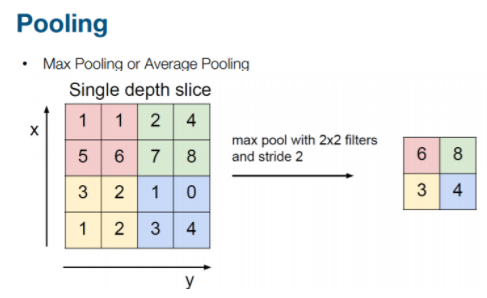 Pooling
• Max Pooling or Average Pooling
Single depth slice
x
1 1 2 4
5 6 7 8
3 2 1 0
1 2 3 4
y
max pool with 2x2 filters
and stride 2
6 8
3 4